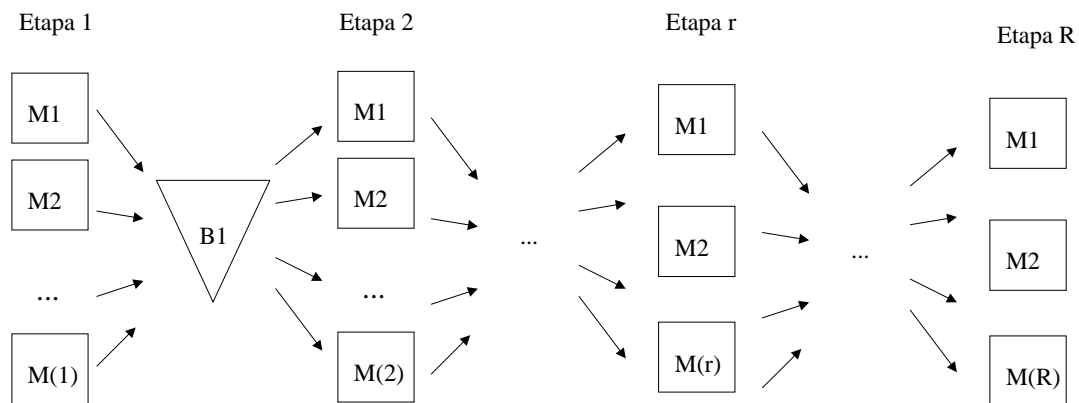 Etapa 1
Etapa 2
Etapa r
Etapa R
M1
M1
M1
M1
M2
M2
B1
...
M2
...
M2
...
...
M(1)
M(2)
M(r)
M(R)